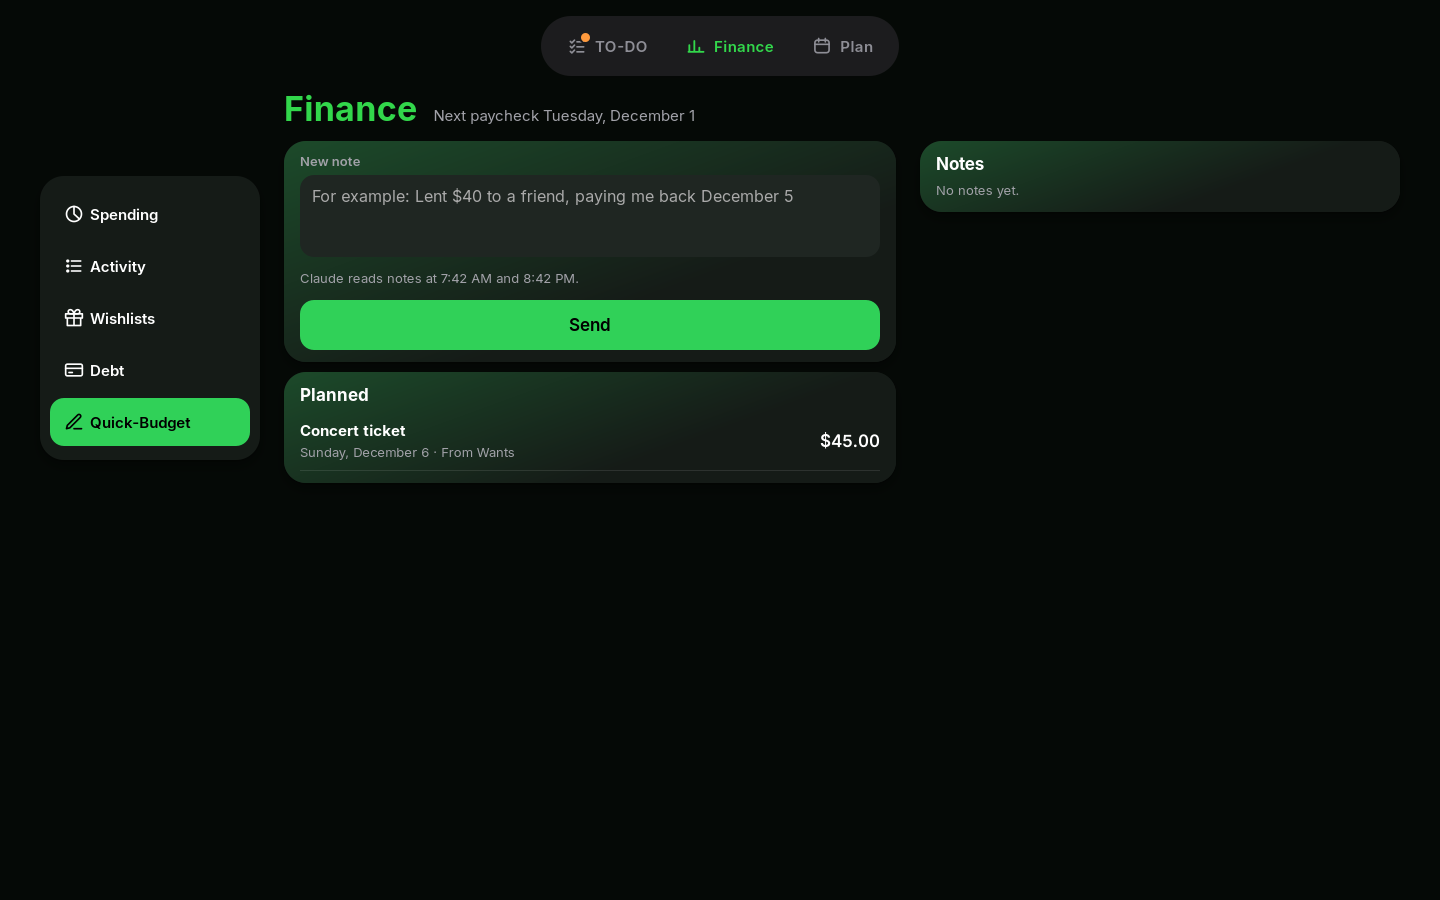 TO-DO
Finance
Plan
Finance
Next paycheck Tuesday, December 1
Spending
Activity
Wishlists
Debt
Quick-Budget
New note
For example: Lent $40 to a friend, paying me back December 5
Claude reads notes at 7:42 AM and 8:42 PM.
Send
Planned
Concert ticket
Sunday, December 6 · From Wants
$45.00
Notes
No notes yet.